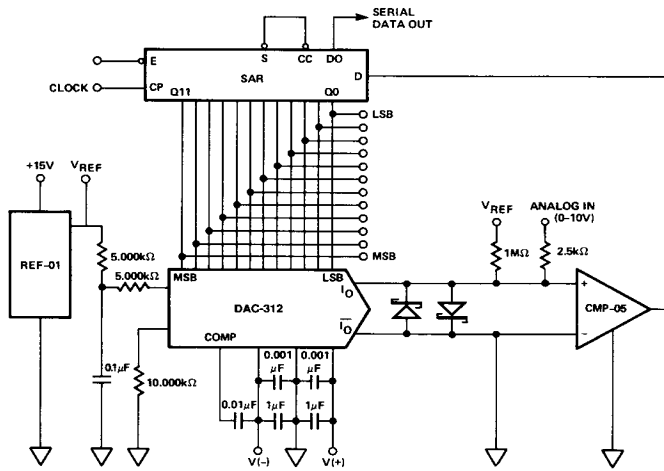 SERIAL
DATA OUT
S
CC
DO
E
SAR
D
CLOCK
CP
Q11
Q0
LSB
+15V
VREF
VREF
ANALOG IN
(0–10V)
5.000kΩ
1MΩ
2.5kΩ
REF-01
5.000kΩ
MSB
MSB
LSB
IO
+
DAC-312
CMP-05
IO
–
COMP
0.001
µF
0.001
µF
0.1µF
10.000kΩ
0.01µF
1µF
1µF
V(–)
V(+)